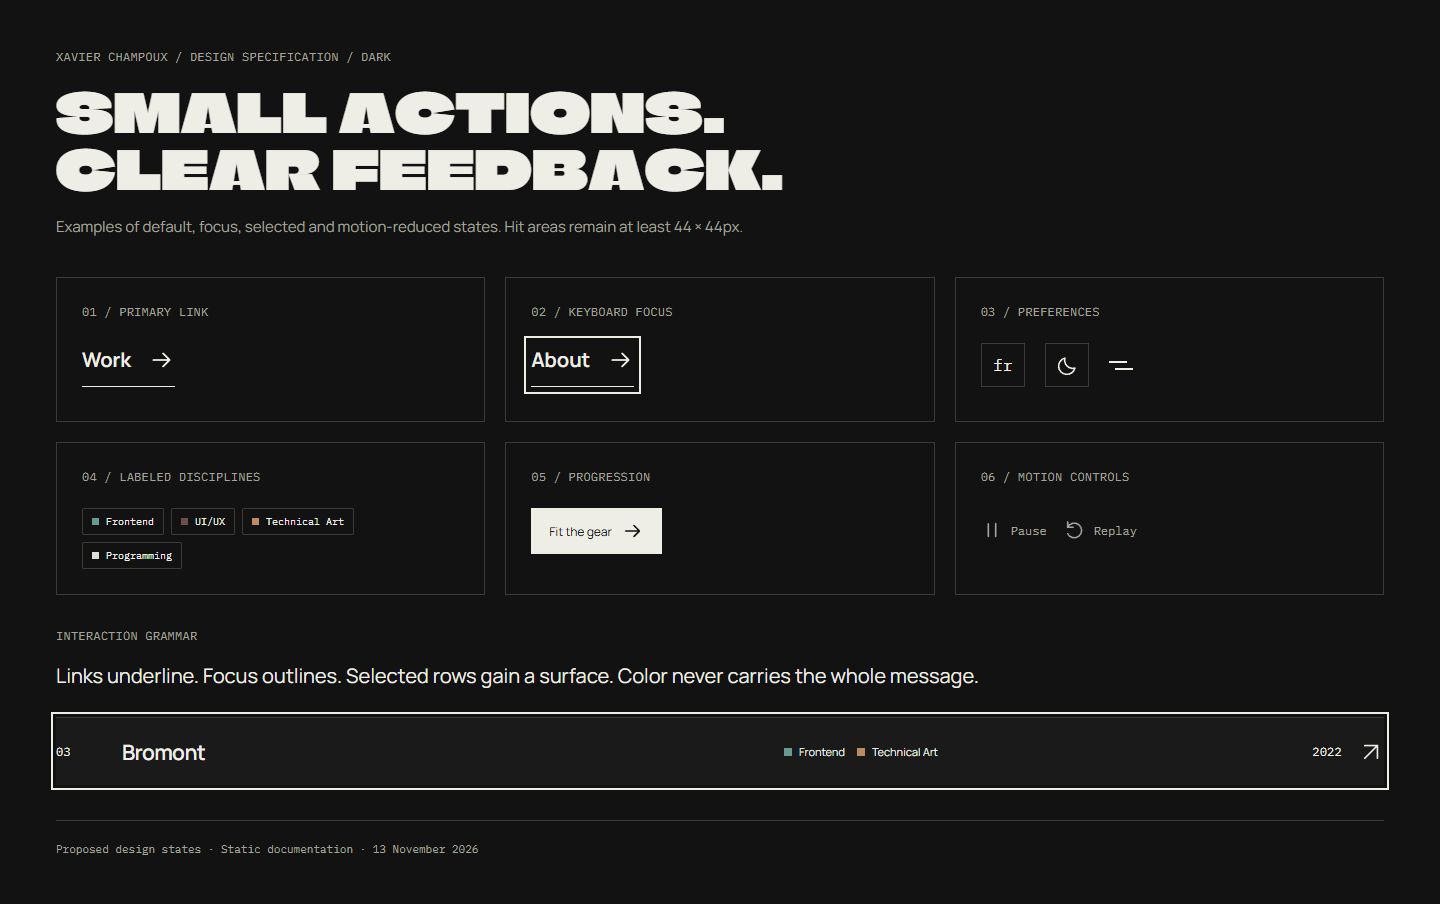 XAVIER CHAMPOUX / DESIGN SPECIFICATION / DARK
SMALL ACTIONS.
CLEAR FEEDBACK.
Examples of default, focus, selected and motion-reduced states. Hit areas remain at least 44 × 44px.
01 / PRIMARY LINK
Work
02 / KEYBOARD FOCUS
About
03 / PREFERENCES
fr
04 / LABELED DISCIPLINES
Frontend
UI/UX
Technical Art
Programming
05 / PROGRESSION
Fit the gear
06 / MOTION CONTROLS
Pause
Replay
INTERACTION GRAMMAR
Links underline. Focus outlines. Selected rows gain a surface. Color never carries the whole message.
03 Bromont Frontend Technical Art 2022
Proposed design states · Static documentation · 13 November 2026